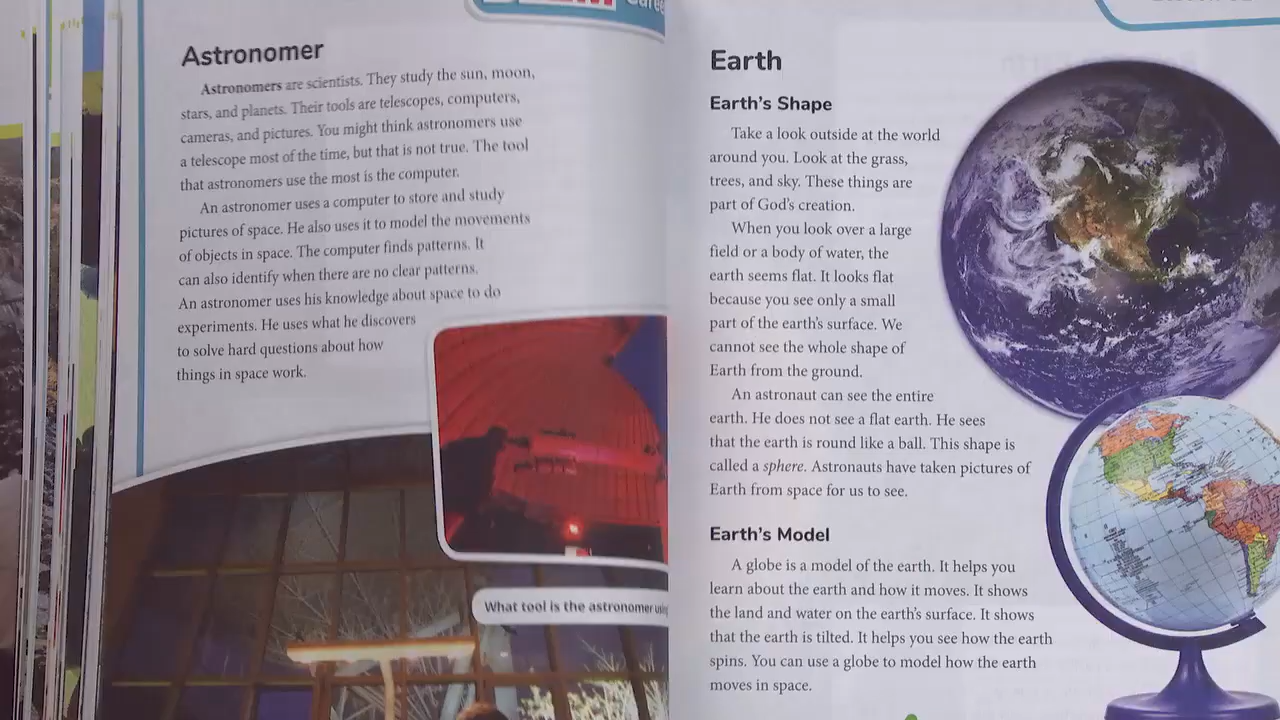 Astronomer
Astronomers are scientists. They study the sun, moon,
stars, and planets. Their tools are telescopes, computers,
cameras, and pictures. You might think astronomers use
a telescope most of the time, but that is not true. The tool
that astronomers use the most is the computer.
An astronomer uses a computer to store and study
pictures of space. He also uses it to model the movements
of objects in space. The computer finds patterns. It
can also identify when there are no clear patterns.
An astronomer uses his knowledge about space to do
experiments. He uses what he discovers
to solve hard questions about how
things in space work.
What tool is the astronomer using
Earth
Earth's Shape
Take a look outside at the world
around you. Look at the grass,
trees, and sky. These things are
part of God's creation.
When you look over a large
field or a body of water, the
earth seems flat. It looks flat
because you see only a small
part of the earth's surface. We
cannot see the whole shape of
Earth from the ground.
An astronaut can see the entire
earth. He does not see a flat earth. He sees
that the earth is round like a ball. This shape is
called a sphere. Astronauts have taken pictures of
Earth from space for us to see.
Earth's Model
A globe is a model of the earth. It helps you
learn about the earth and how it moves. It shows
the land and water on the earth's surface. It shows
that the earth is tilted. It helps you see how the earth
spins. You can use a globe to model how the earth
moves in space.